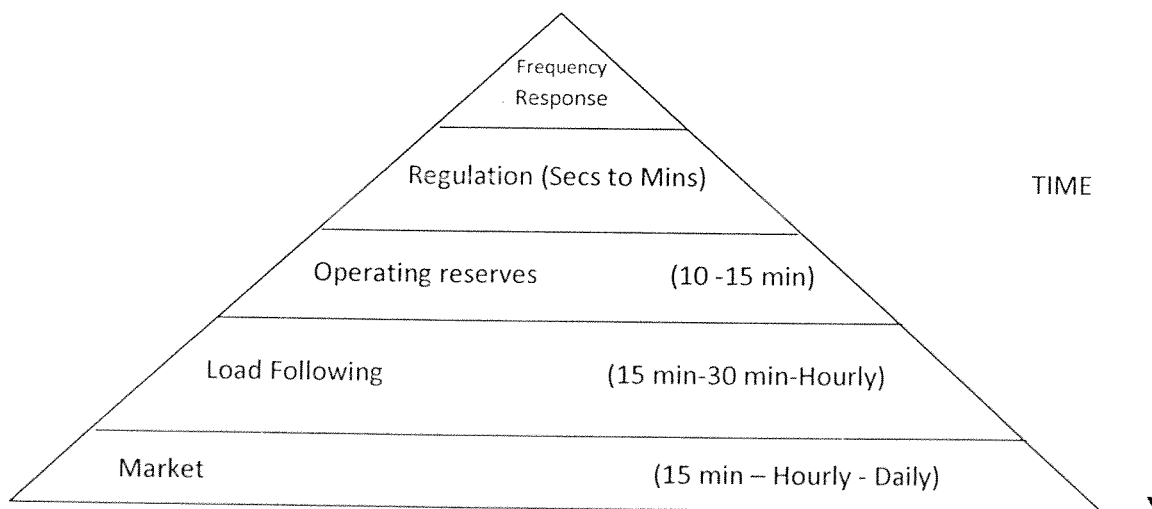 Frequency
Response
Regulation (Secs to Mins)
TIME
Operating reserves (10 -15 min)
Load Following (15 min-30 min-Hourly)
Market (15 min – Hourly - Daily)